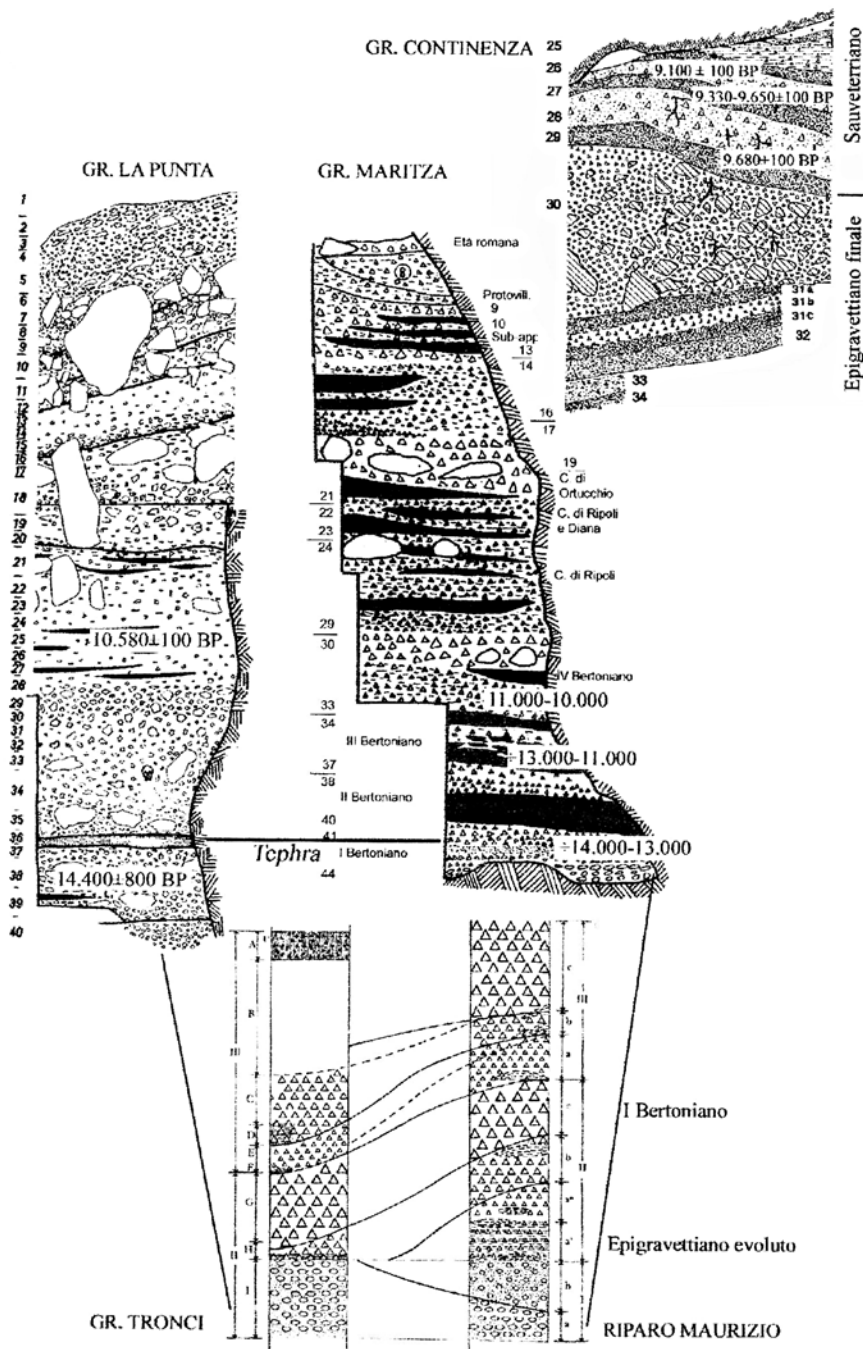 GR. CONTINENZA
25
26
27
28
29
30
9.100 ± 100 BP
9.330-9.650±100 BP
9.680+100 BP
31a
31b
31c
32
33
34
Sauveterriano
Epigravettiano finale
GR. LA PUNTA
1
2
3
4
5
6
7
8
9
10
11
12
15
16
17
18
19
20
21
22
23
24
25
26
27
28
29
30
31
32
33
34
35
36
37
38
39
40
10.580±100 BP
14.400±800 BP
GR. MARITZA
Età romana
8
Protovill.
9
10
Sub-app
13
14
16
17
19
C. di
Ortucchio
21
22
C. di Ripoli
e Diana
23
24
C. di Ripoli
29
30
IV Bertoniano
11.000-10.000
33
34
III Bertoniano
÷13.000-11.000
37
38
II Bertoniano
40
41
Tephra
I Bertoniano
÷14.000-13.000
44
A
B
III
C
D
E
F
G
H
II
I
c
III
b
a
I Bertoniano
c
b
II
a"
a'
Epigravettiano evoluto
b
a
GR. TRONCI
RIPARO MAURIZIO